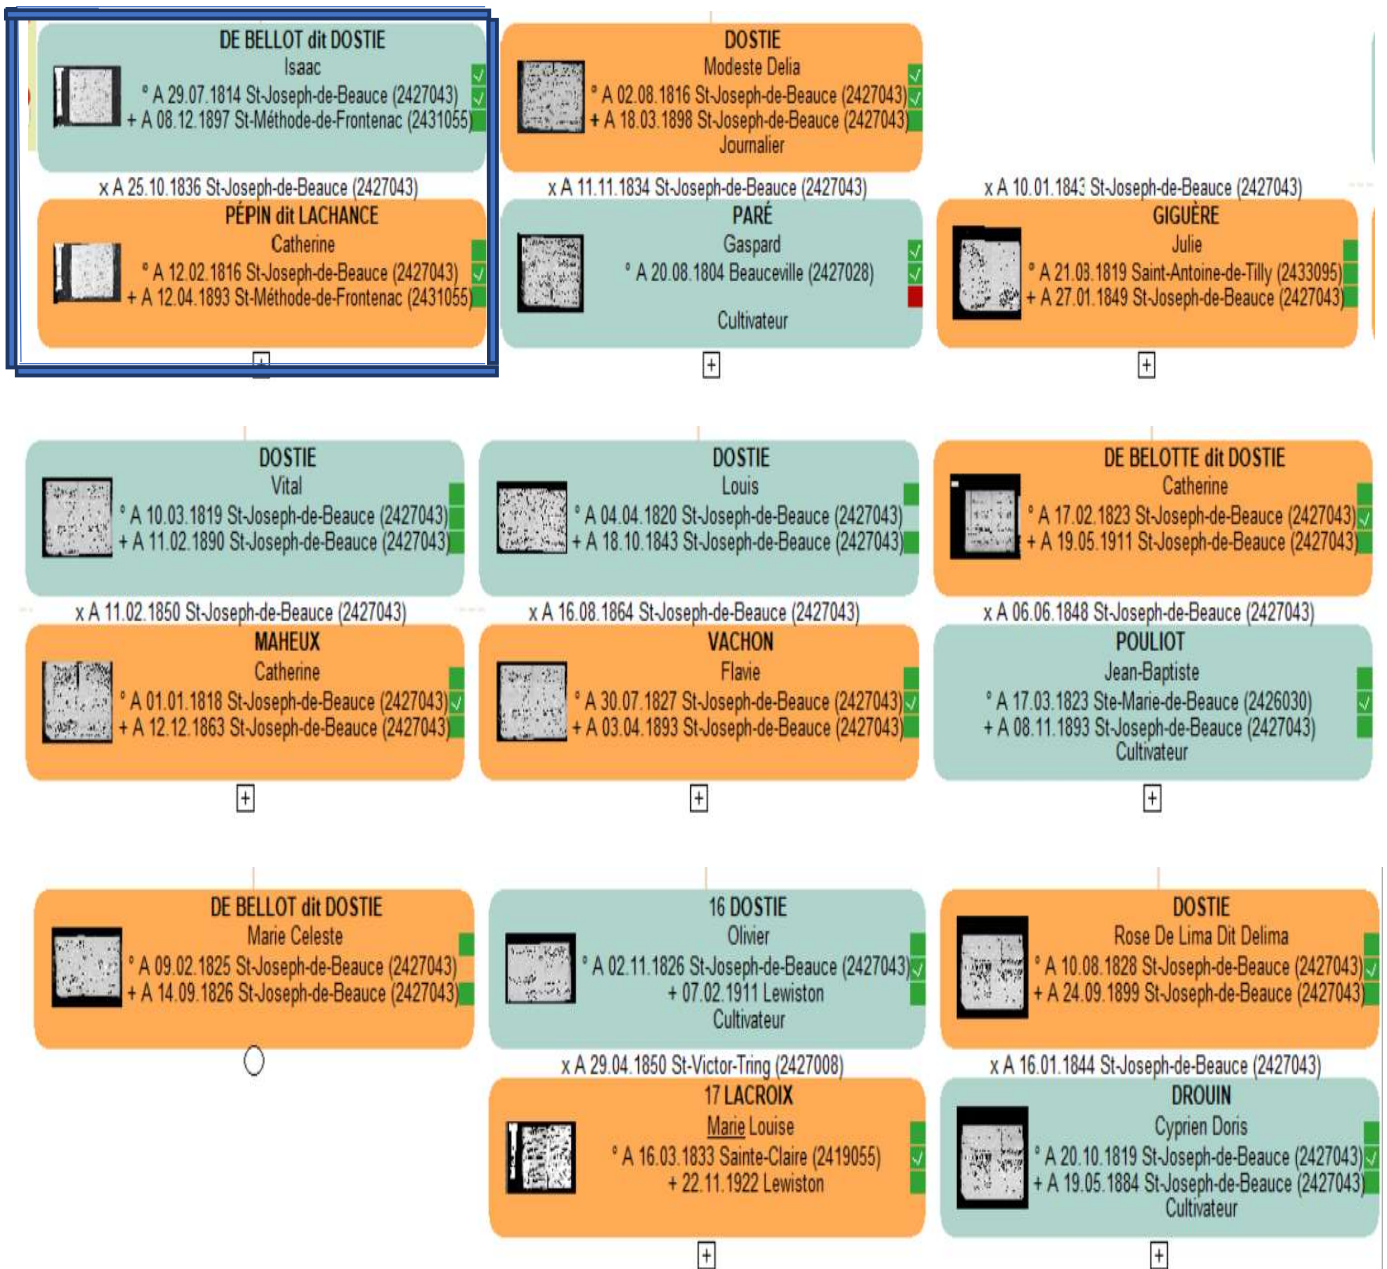 DE BELLOT dit DOSTIE
Isaac
° A 29.07.1814 St-Joseph-de-Beauce (2427043)
+ A 08.12.1897 St-Méthode-de-Frontenac (2431055)
x A 25.10.1836 St-Joseph-de-Beauce (2427043)
PÉPIN dit LACHANCE
Catherine
° A 12.02.1816 St-Joseph-de-Beauce (2427043)
+ A 12.04.1893 St-Méthode-de-Frontenac (2431055)
DOSTIE
Modeste Delia
° A 02.08.1816 St-Joseph-de-Beauce (2427043)
+ A 18.03.1898 St-Joseph-de-Beauce (2427043)
Journalier
x A 11.11.1834 St-Joseph-de-Beauce (2427043)
PARÉ
Gaspard
° A 20.08.1804 Beauceville (2427028)
Cultivateur
x A 10.01.1843 St-Joseph-de-Beauce (2427043)
GIGUÈRE
Julie
° A 21.03.1819 Saint-Antoine-de-Tilly (2433095)
+ A 27.01.1849 St-Joseph-de-Beauce (2427043)
DOSTIE
Vital
° A 10.03.1819 St-Joseph-de-Beauce (2427043)
+ A 11.02.1890 St-Joseph-de-Beauce (2427043)
x A 11.02.1850 St-Joseph-de-Beauce (2427043)
MAHEUX
Catherine
° A 01.01.1818 St-Joseph-de-Beauce (2427043)
+ A 12.12.1863 St-Joseph-de-Beauce (2427043)
DOSTIE
Louis
° A 04.04.1820 St-Joseph-de-Beauce (2427043)
+ A 18.10.1843 St-Joseph-de-Beauce (2427043)
x A 16.08.1864 St-Joseph-de-Beauce (2427043)
VACHON
Flavie
° A 30.07.1827 St-Joseph-de-Beauce (2427043)
+ A 03.04.1893 St-Joseph-de-Beauce (2427043)
DE BELOTTE dit DOSTIE
Catherine
° A 17.02.1823 St-Joseph-de-Beauce (2427043)
+ A 19.05.1911 St-Joseph-de-Beauce (2427043)
x A 06.06.1848 St-Joseph-de-Beauce (2427043)
POULIOT
Jean-Baptiste
° A 17.03.1823 Ste-Marie-de-Beauce (2426030)
+ A 08.11.1893 St-Joseph-de-Beauce (2427043)
Cultivateur
DE BELLOT dit DOSTIE
Marie Celeste
° A 09.02.1825 St-Joseph-de-Beauce (2427043)
+ A 14.09.1826 St-Joseph-de-Beauce (2427043)
16 DOSTIE
Olivier
° A 02.11.1826 St-Joseph-de-Beauce (2427043)
+ 07.02.1911 Lewiston
Cultivateur
x A 29.04.1850 St-Victor-Tring (2427008)
17 LACROIX
Marie Louise
° A 16.03.1833 Sainte-Claire (2419055)
+ 22.11.1922 Lewiston
DOSTIE
Rose De Lima Dit Delima
° A 10.08.1828 St-Joseph-de-Beauce (2427043)
+ A 24.09.1899 St-Joseph-de-Beauce (2427043)
x A 16.01.1844 St-Joseph-de-Beauce (2427043)
DROUIN
Cyprien Doris
° A 20.10.1819 St-Joseph-de-Beauce (2427043)
+ A 19.05.1884 St-Joseph-de-Beauce (2427043)
Cultivateur